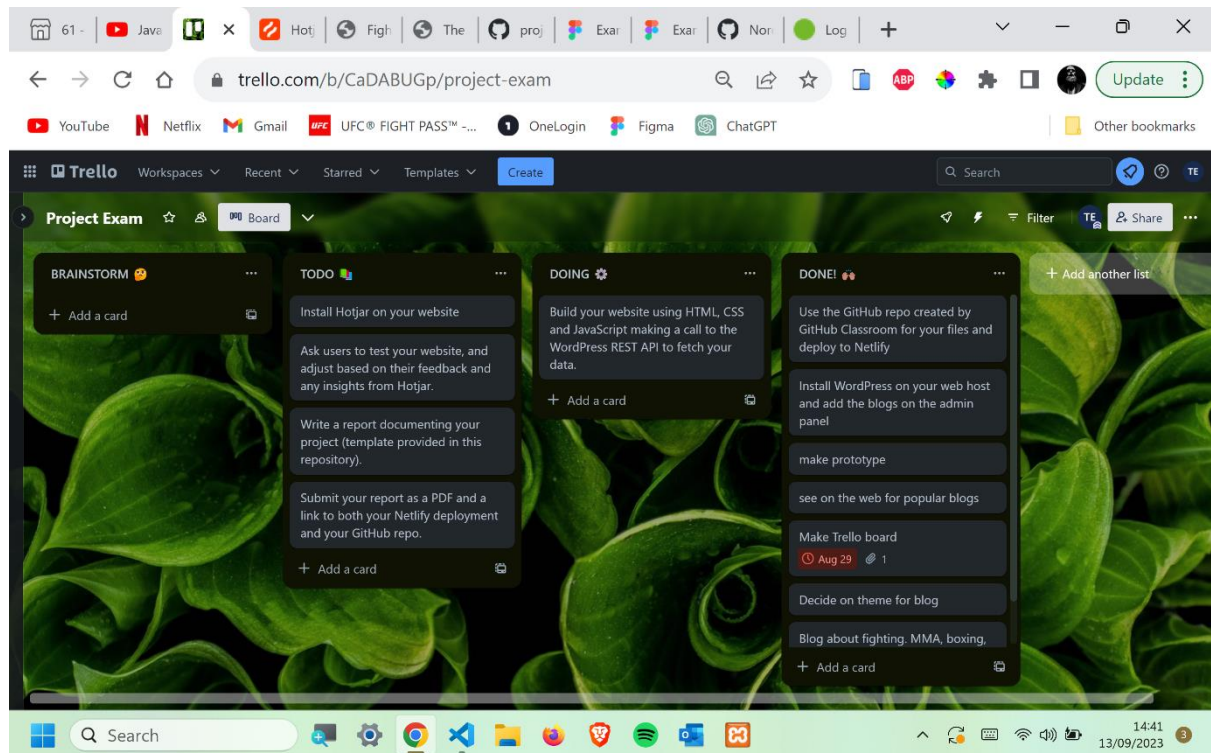 61 -
Java
Hotj
Figh
The
proj
Exar
Exar
Nor
Log
trello.com/b/CaDABUGp/project-exam
ABP
Update
YouTube
Netflix
Gmail
UFC
UFC® FIGHT PASS™ -...
OneLogin
Figma
ChatGPT
Other bookmarks
Trello
Workspaces
Recent
Starred
Templates
Create
Search
TE
Project Exam
Board
Filter
TE
Share
BRAINSTORM 🤔
+ Add a card
TODO
Install Hotjar on your website
Ask users to test your website, and
adjust based on their feedback and
any insights from Hotjar.
Write a report documenting your
project (template provided in this
repository).
Submit your report as a PDF and a
link to both your Netlify deployment
and your GitHub repo.
+ Add a card
DOING ⚙
Build your website using HTML, CSS
and JavaScript making a call to the
WordPress REST API to fetch your
data.
+ Add a card
DONE!
Use the GitHub repo created by
GitHub Classroom for your files and
deploy to Netlify
Install WordPress on your web host
and add the blogs on the admin
panel
make prototype
see on the web for popular blogs
Make Trello board
Aug 29
1
Decide on theme for blog
Blog about fighting. MMA, boxing,
+ Add a card
+ Add another list
Search
14:41
13/09/2023
3